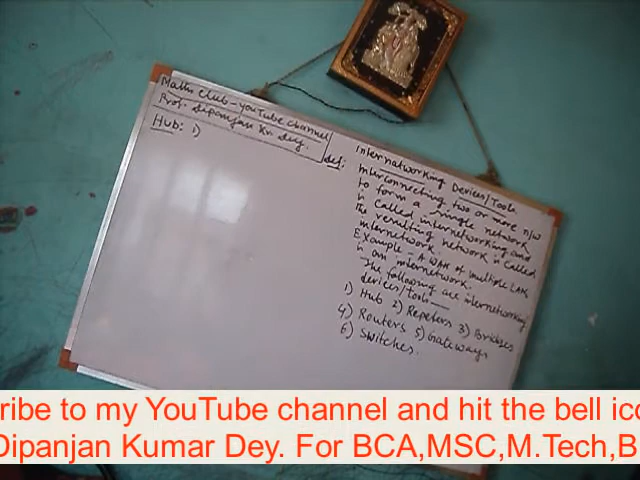 Maths club - YouTube channel
Prof. Dipanjan Kr. Dey.
Hub: 1)
Internatworking Devices/Tools
def: Interconnecting two or more n/w
to form a single network
is called internetworking and
The resulting network is called
internetwork.
Example - A WAN of multiple LANs
is an internetwork.
The following are internetworking
devices/tools —
1) Hub 2) Repeters 3) Bridges
4) Routers 5) Gateways
6) Switches.
ribe to my YouTube channel and hit the bell ico
Dipanjan Kumar Dey. For BCA,MSC,M.Tech,B